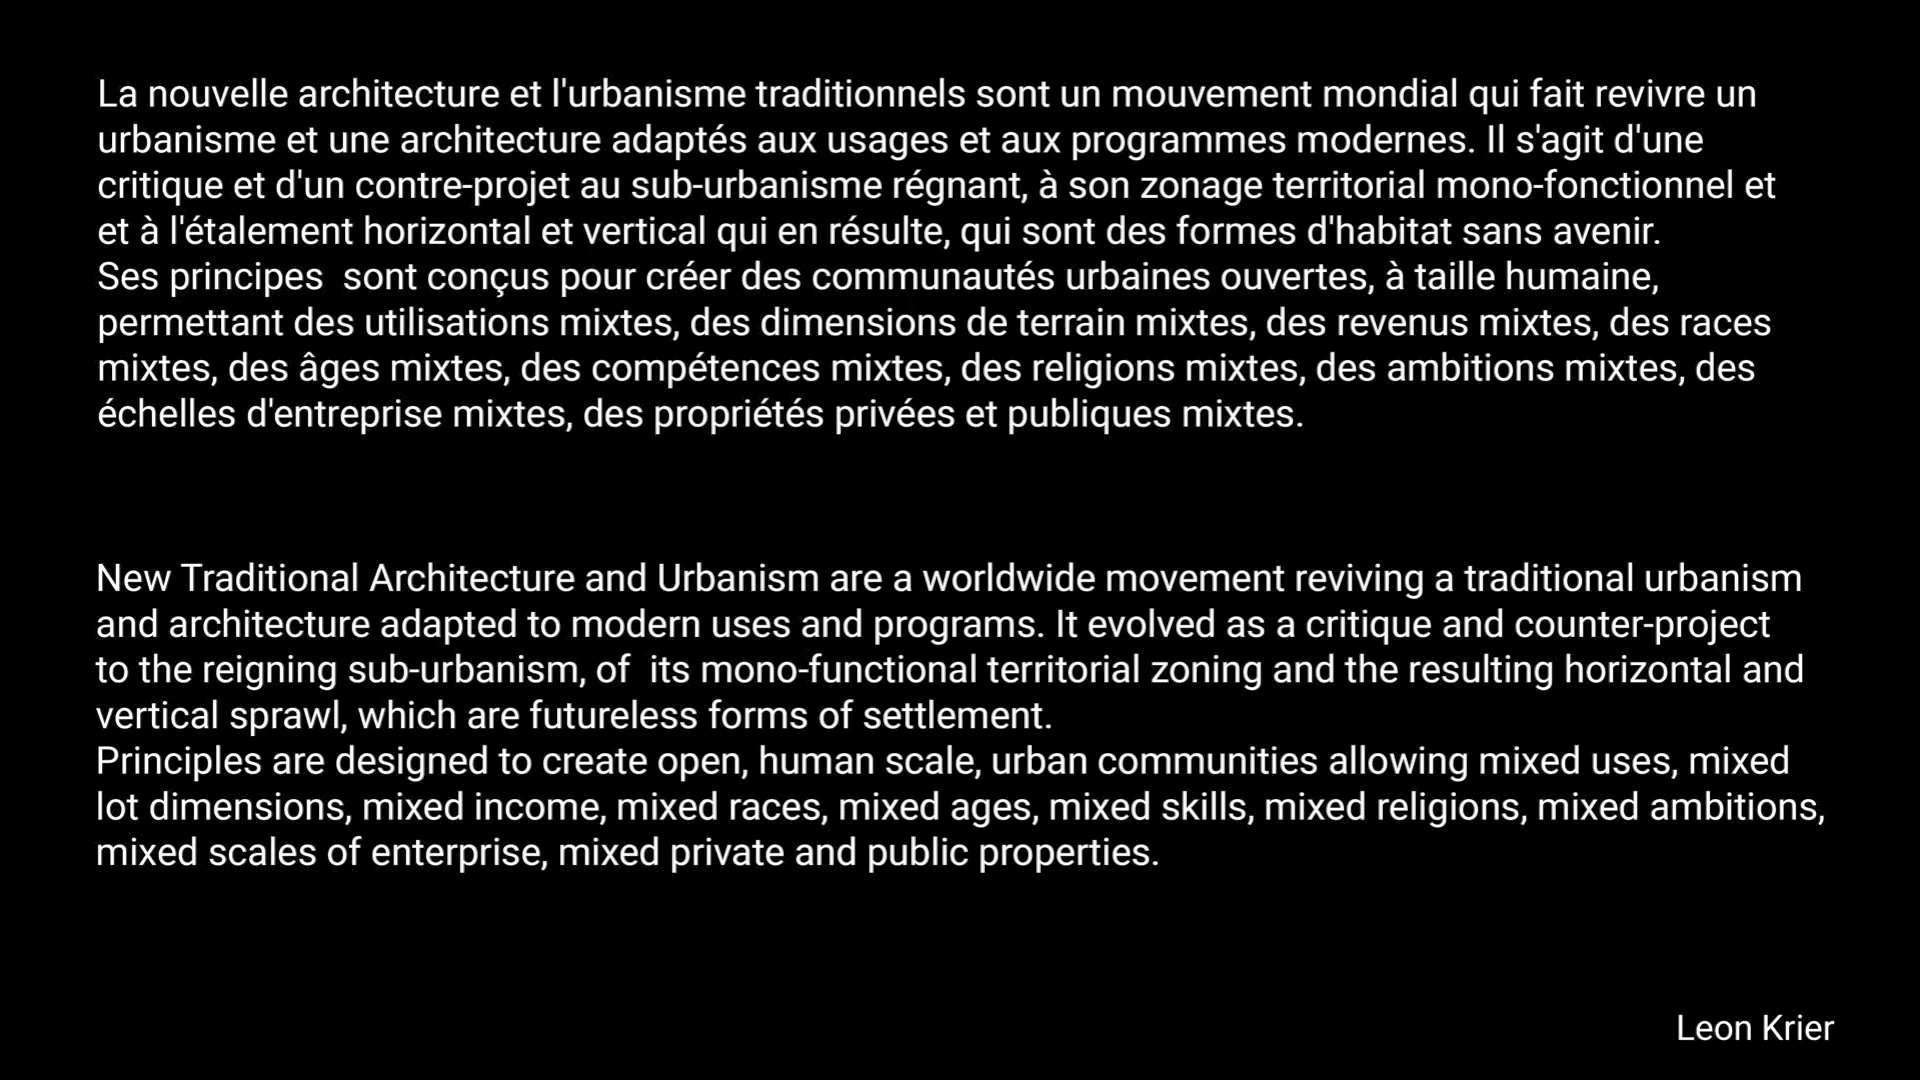 La nouvelle architecture et l'urbanisme traditionnels sont un mouvement mondial qui fait revivre un
urbanisme et une architecture adaptés aux usages et aux programmes modernes. Il s'agit d'une
critique et d'un contre-projet au sub-urbanisme régnant, à son zonage territorial mono-fonctionnel et
et à l'étalement horizontal et vertical qui en résulte, qui sont des formes d'habitat sans avenir.
Ses principes  sont conçus pour créer des communautés urbaines ouvertes, à taille humaine,
permettant des utilisations mixtes, des dimensions de terrain mixtes, des revenus mixtes, des races
mixtes, des âges mixtes, des compétences mixtes, des religions mixtes, des ambitions mixtes, des
échelles d'entreprise mixtes, des propriétés privées et publiques mixtes.
New Traditional Architecture and Urbanism are a worldwide movement reviving a traditional urbanism
and architecture adapted to modern uses and programs. It evolved as a critique and counter-project
to the reigning sub-urbanism, of  its mono-functional territorial zoning and the resulting horizontal and
vertical sprawl, which are futureless forms of settlement.
Principles are designed to create open, human scale, urban communities allowing mixed uses, mixed
lot dimensions, mixed income, mixed races, mixed ages, mixed skills, mixed religions, mixed ambitions,
mixed scales of enterprise, mixed private and public properties.
Leon Krier